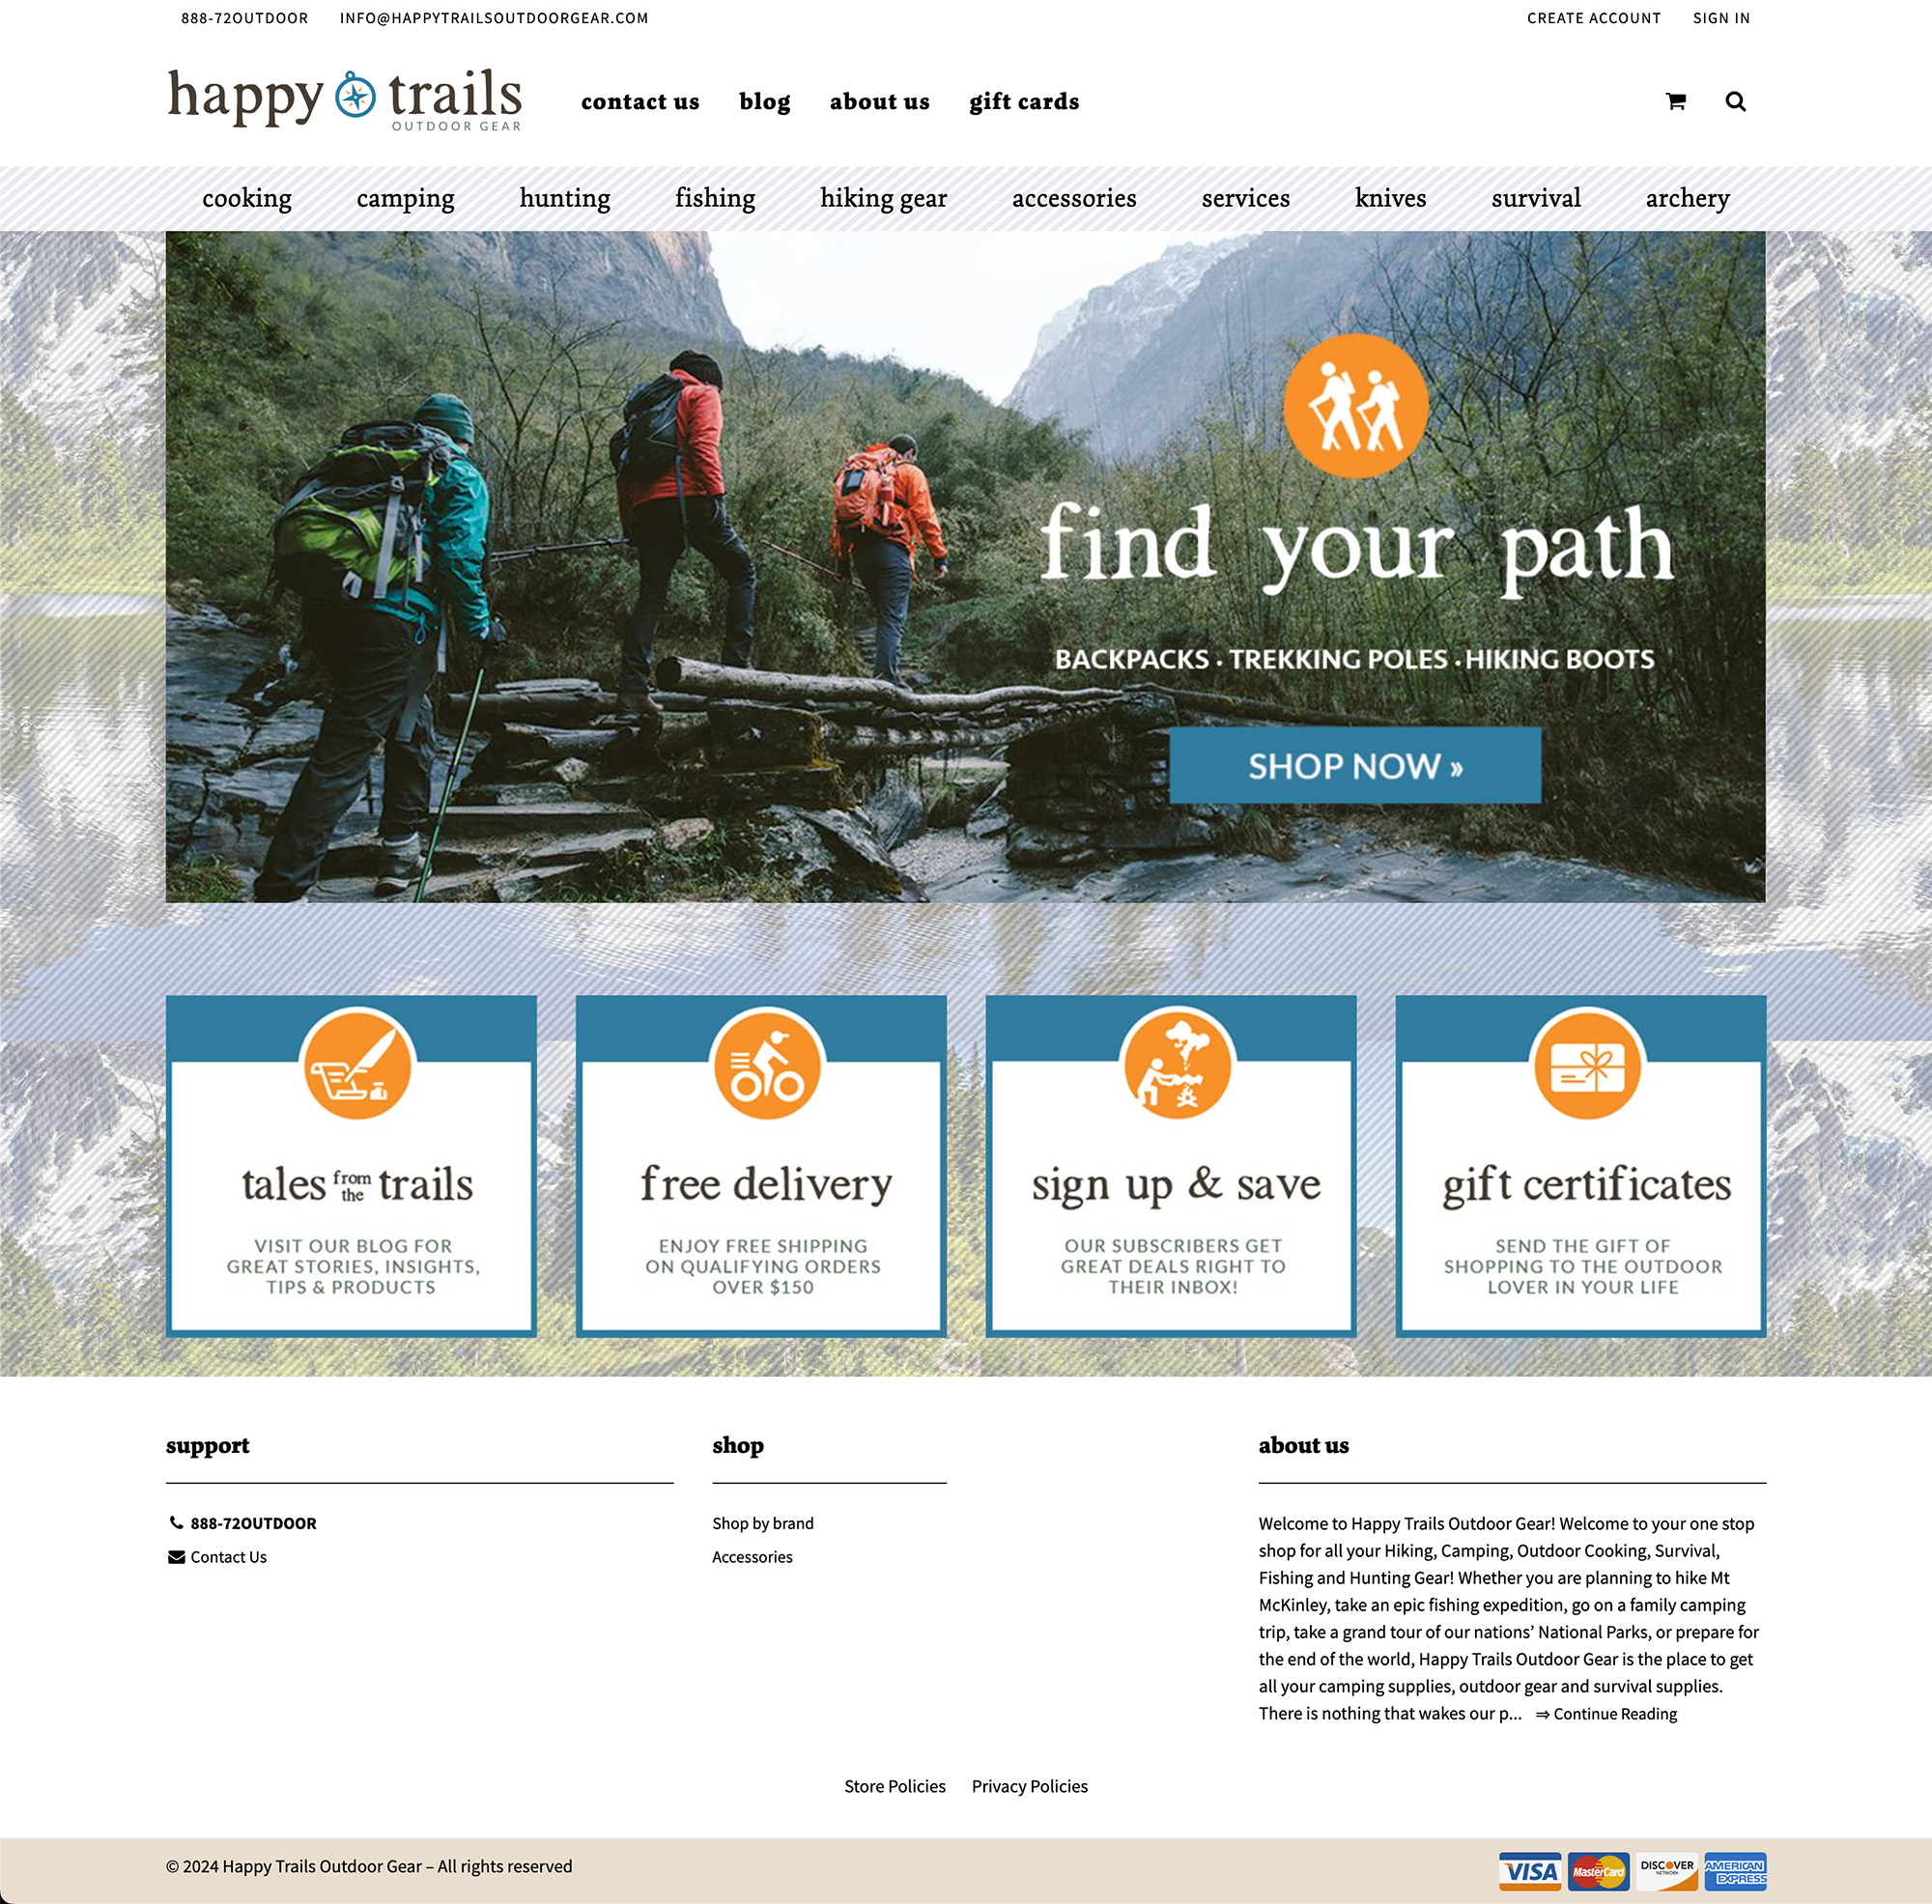 888-72OUTDOOR INFO@HAPPYTRAILSOUTDOORGEAR.COM CREATE ACCOUNT SIGN IN
happy trails
OUTDOOR GEAR
contact us blog about us gift cards
cooking camping hunting fishing hiking gear accessories services knives survival archery
find your path
BACKPACKS · TREKKING POLES · HIKING BOOTS
SHOP NOW »
tales from the trails
VISIT OUR BLOG FOR
GREAT STORIES, INSIGHTS,
TIPS & PRODUCTS
free delivery
ENJOY FREE SHIPPING
ON QUALIFYING ORDERS
OVER $150
sign up & save
OUR SUBSCRIBERS GET
GREAT DEALS RIGHT TO
THEIR INBOX!
gift certificates
SEND THE GIFT OF
SHOPPING TO THE OUTDOOR
LOVER IN YOUR LIFE
support
888-72OUTDOOR
Contact Us
shop
Shop by brand
Accessories
about us
Welcome to Happy Trails Outdoor Gear! Welcome to your one stop
shop for all your Hiking, Camping, Outdoor Cooking, Survival,
Fishing and Hunting Gear! Whether you are planning to hike Mt
McKinley, take an epic fishing expedition, go on a family camping
trip, take a grand tour of our nations’ National Parks, or prepare for
the end of the world, Happy Trails Outdoor Gear is the place to get
all your camping supplies, outdoor gear and survival supplies.
There is nothing that wakes our p... ⇒ Continue Reading
Store Policies Privacy Policies
© 2024 Happy Trails Outdoor Gear – All rights reserved
VISA
MasterCard
DISCOVER
NETWORK
AMERICAN
EXPRESS